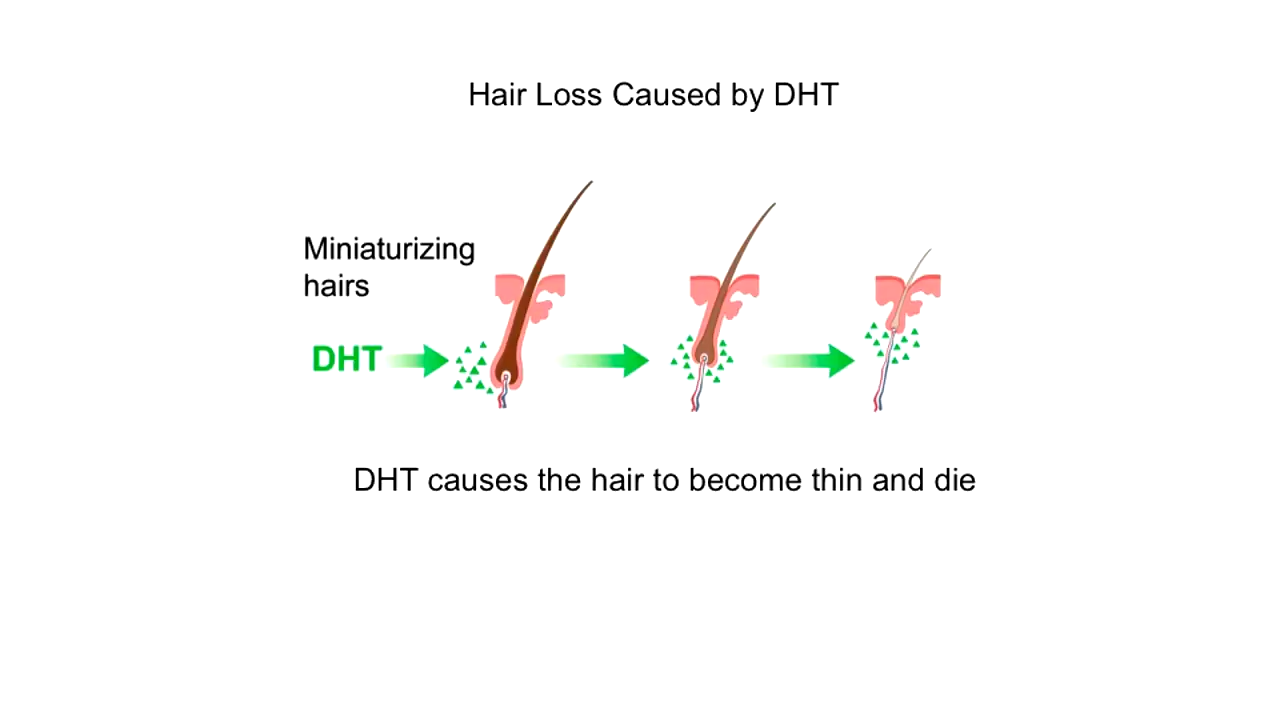 Hair Loss Caused by DHT
Miniaturizing
hairs
DHT
DHT causes the hair to become thin and die